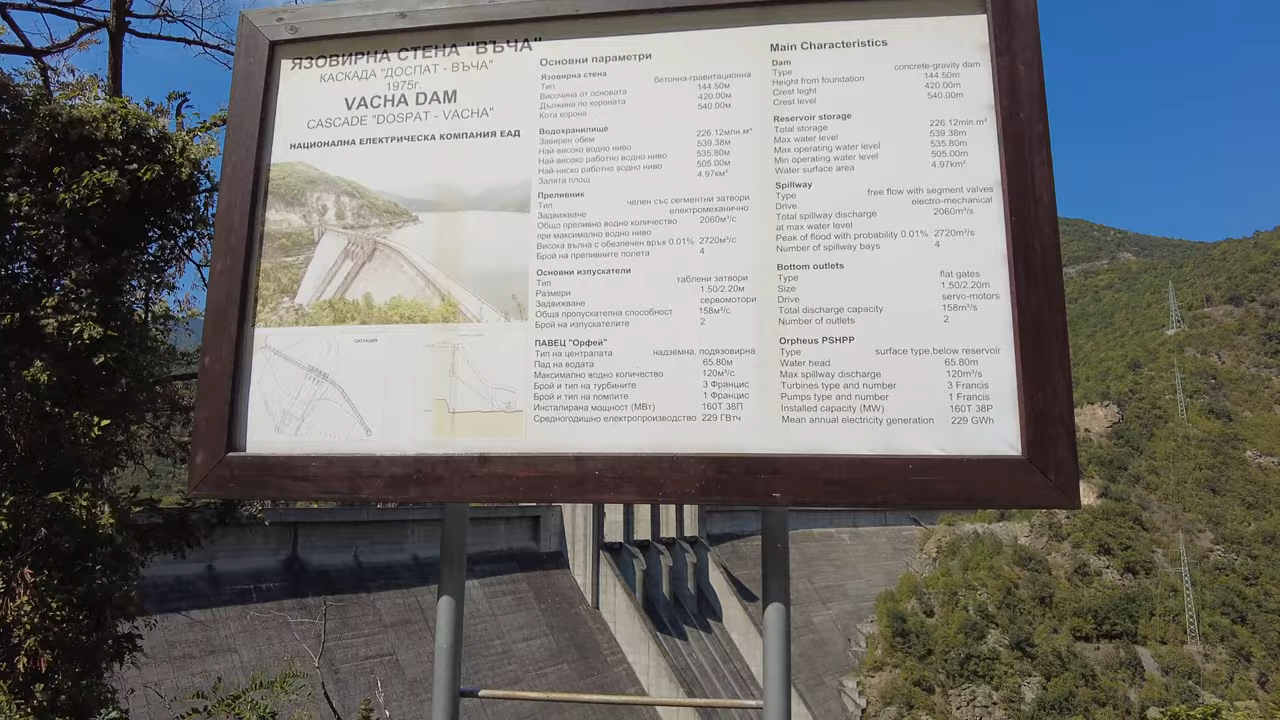 ЯЗОВИРНА СТЕНА "ВЪЧА"
КАСКАДА "ДОСПАТ - ВЪЧА"
1975г.
VACHA DAM
CASCADE "DOSPAT - VACHA"
НАЦИОНАЛНА ЕЛЕКТРИЧЕСКА КОМПАНИЯ ЕАД
СИТУАЦИЯ
Основни параметри
Язовирна стена
Тип бетонна-гравитационна
Височина от основата 144.50м
Дължина по короната 420.00м
Кота корона 540.00м
Водохранилище
Завирен обем 226.12млн.м³
Най-високо водно ниво 539.38м
Най-високо работно водно ниво 535.80м
Най-ниско работно водно ниво 505.00м
Залята площ 4.97км²
Преливник
Тип челен със сегментни затвори
Задвижване електромеханично
Общо преливно водно количество 2060м³/с
при максимално водно ниво
Висока вълна с обезпечен връх 0.01% 2720м³/с
Брой на преливните полета 4
Основни изпускатели
Тип таблени затвори
Размери 1.50/2.20м
Задвижване сервомотори
Обща пропускателна способност 158м³/с
Брой на изпускателите 2
ПАВЕЦ "Орфей"
Тип на централата надземна, подязовирна
Пад на водата 65.80м
Максимално водно количество 120м³/с
Брой и тип на турбините 3 Францис
Брой и тип на помпите 1 Францис
Инсталирана мощност (МВт) 160Т 38П
Средногодишно електропроизводство 229 ГВтч
Main Characteristics
Dam
Type concrete-gravity dam
Height from foundation 144.50m
Crest leght 420.00m
Crest level 540.00m
Reservoir storage
Total storage 226.12mln.m³
Max water level 539.38m
Max operating water level 535.80m
Min operating water level 505.00m
Water surface area 4.97km²
Spillway
Type free flow with segment valves
Drive electro-mechanical
Total spillway discharge 2060m³/s
at max water level
Peak of flood with probability 0.01% 2720m³/s
Number of spillway bays 4
Bottom outlets
Type flat gates
Size 1.50/2.20m
Drive servo-motors
Total discharge capacity 158m³/s
Number of outlets 2
Orpheus PSHPP
Type surface type,below reservoir
Water head 65.80m
Max spillway discharge 120m³/s
Turbines type and number 3 Francis
Pumps type and number 1 Francis
Installed capacity (MW) 160T 38P
Mean annual electricity generation 229 GWh